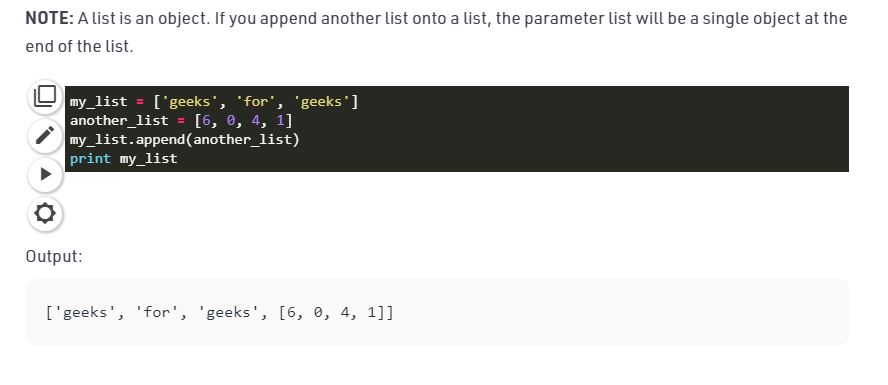 NOTE: A list is an object. If you append another list onto a list, the parameter list will be a single object at the
end of the list.
my_list = ['geeks', 'for', 'geeks']
another_list = [6, 0, 4, 1]
my_list.append(another_list)
print my_list
Output:
['geeks', 'for', 'geeks', [6, 0, 4, 1]]